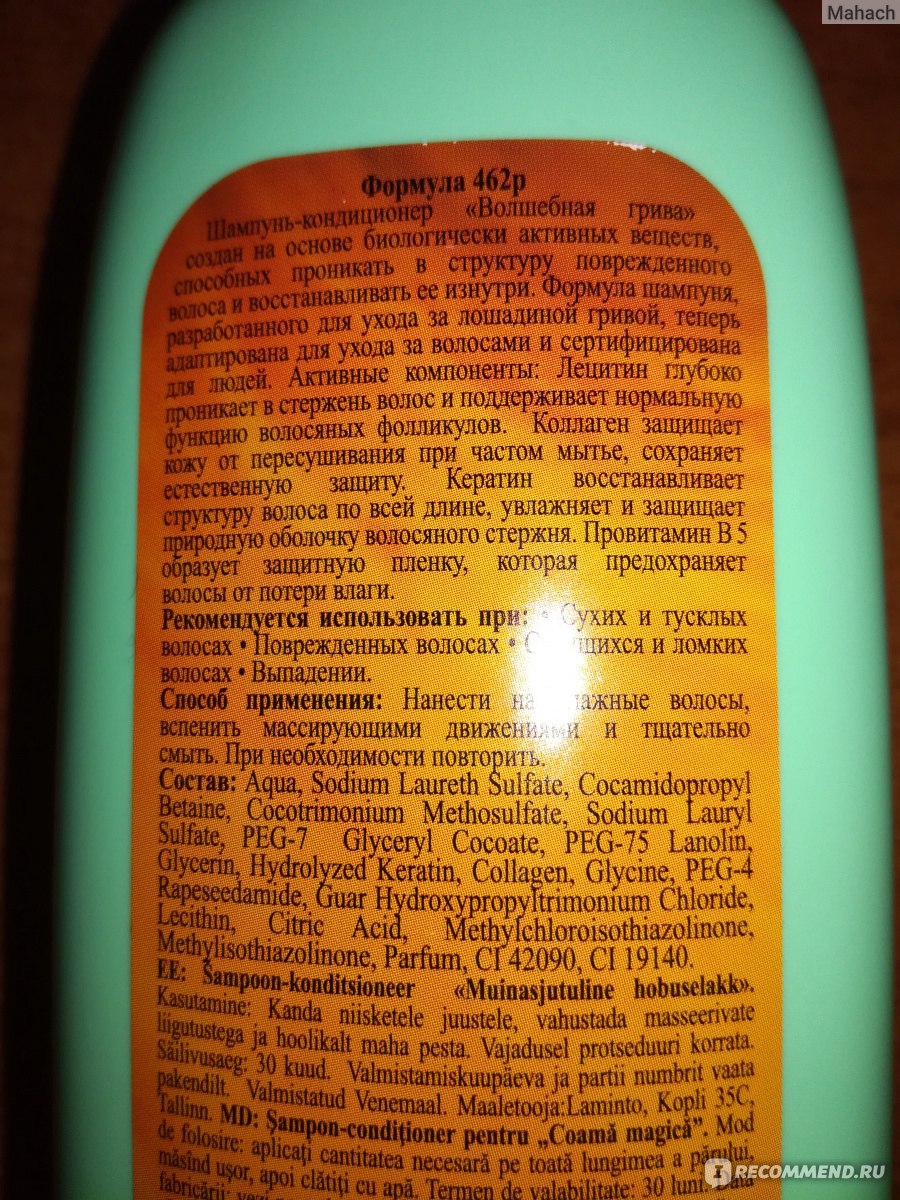 Mahach
Формула 462р
Шампунь-кондиционер «Волшебная грива»
создан на основе биологически активных веществ,
способных проникать в структуру поврежденного
волоса и восстанавливать ее изнутри. Формула шампуня,
разработанного для ухода за лошадиной гривой, теперь
адаптирована для ухода за волосами и сертифицирована
для людей. Активные компоненты: Лецитин глубоко
проникает в стержень волос и поддерживает нормальную
функцию волосяных фолликулов. Коллаген защищает
кожу от пересушивания при частом мытье, сохраняет
естественную защиту. Кератин восстанавливает
структуру волоса по всей длине, увлажняет и защищает
природную оболочку волосяного стержня. Провитамин В 5
образует защитную пленку, которая предохраняет
волосы от потери влаги.
Рекомендуется использовать при: • Сухих и тусклых
волосах • Поврежденных волосах • и ломких
волосах • Выпадении.
Способ применения: Нанести волосы,
вспенить массирующими движениями и тщательно
смыть. При необходимости повторить.
Состав: Aqua, Sodium Laureth Sulfate, Cocamidopropyl
Betaine, Cocotrimonium Methosulfate, Sodium Lauryl
Sulfate, PEG-7 Glyceryl Cocoate, PEG-75 Lanolin,
Glycerin, Hydrolyzed Keratin, Collagen, Glycine, PEG-4
Rapeseedamide, Guar Hydroxypropyltrimonium Chloride,
Lecithin, Citric Acid, Methylchloroisothiazolinone,
Methylisothiazolinone, Parfum, CI 42090, CI 19140.
EE: Šampoon-konditsioneer «Muinasjutuline hobuselakk».
Kasutamine: Kanda niisketele juustele, vahustada masseerivate
liigutustega ja hoolikalt maha pesta. Vajadusel protseduuri korrata.
Säilivusaeg: 30 kuud. Valmistamiskuupäeva ja partii numbrit vaata
pakendilt. Valmistatud Venemaal. Maaletooja:Laminto, Kopli 35C,
Tallinn. MD: Şampon-condiţioner pentru „Coamă magică”. Mod
de folosire: aplicaţi cantitatea necesară pe toată lungimea a părului,
mâsînd uşor, apoi clătiţi cu apă. Termen de valabilitate: 30 luni. Data
IRECOMMEND.RU